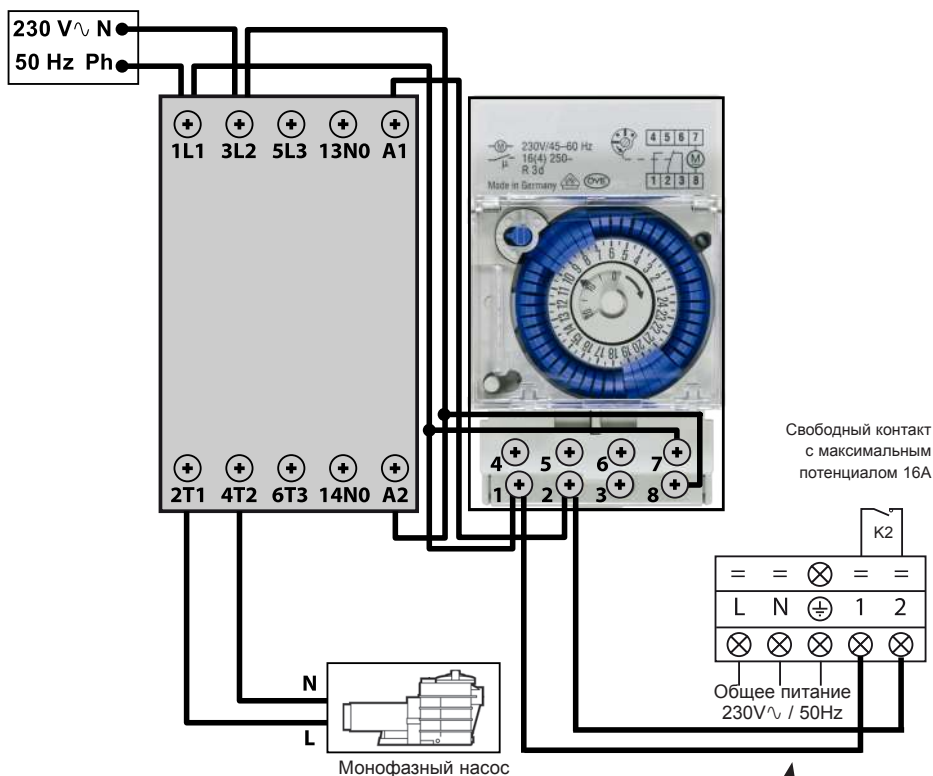 230 V∿ N
50 Hz Ph
1L1 3L2 5L3 13N0 A1
2T1 4T2 6T3 14N0 A2
230V/45–60 Hz
16(4) 250~
μ
R 3d
Made in Germany
M
4 5 6 7
M
1 2 3 8
4 5 6 7
1 2 3 8
Свободный контакт
с максимальным
потенциалом 16A
K2
= = = =
L N 1 2
Общее питание
230V∿ / 50Hz
N
L
Монофазный насос